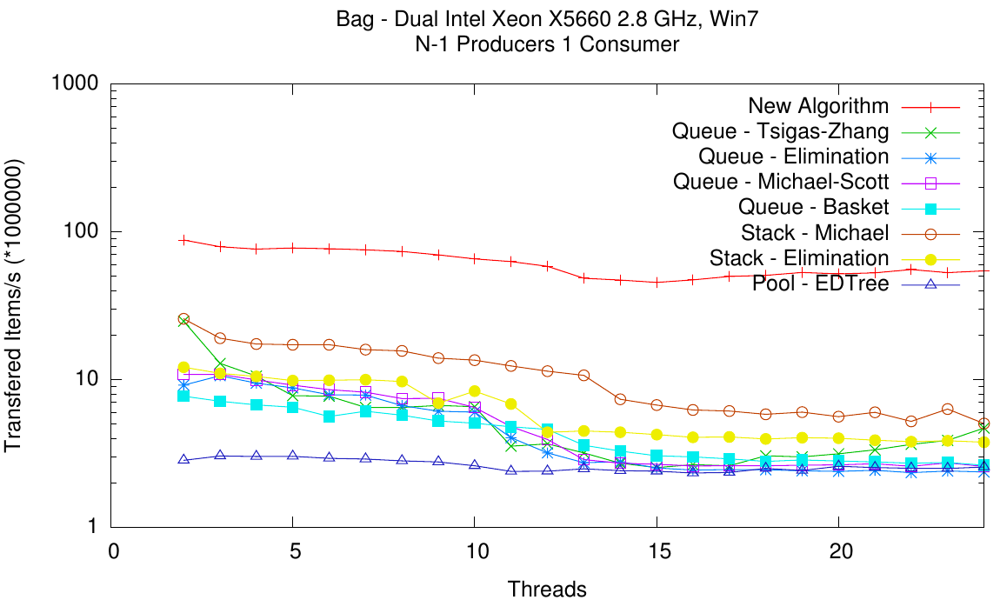 Bag - Dual Intel Xeon X5660 2.8 GHz, Win7
N-1 Producers 1 Consumer
Transfered Items/s (*1000000)
1000
100
10
1
New Algorithm
Queue - Tsigas-Zhang
Queue - Elimination
Queue - Michael-Scott
Queue - Basket
Stack - Michael
Stack - Elimination
Pool - EDTree
0 5 10 15 20
Threads